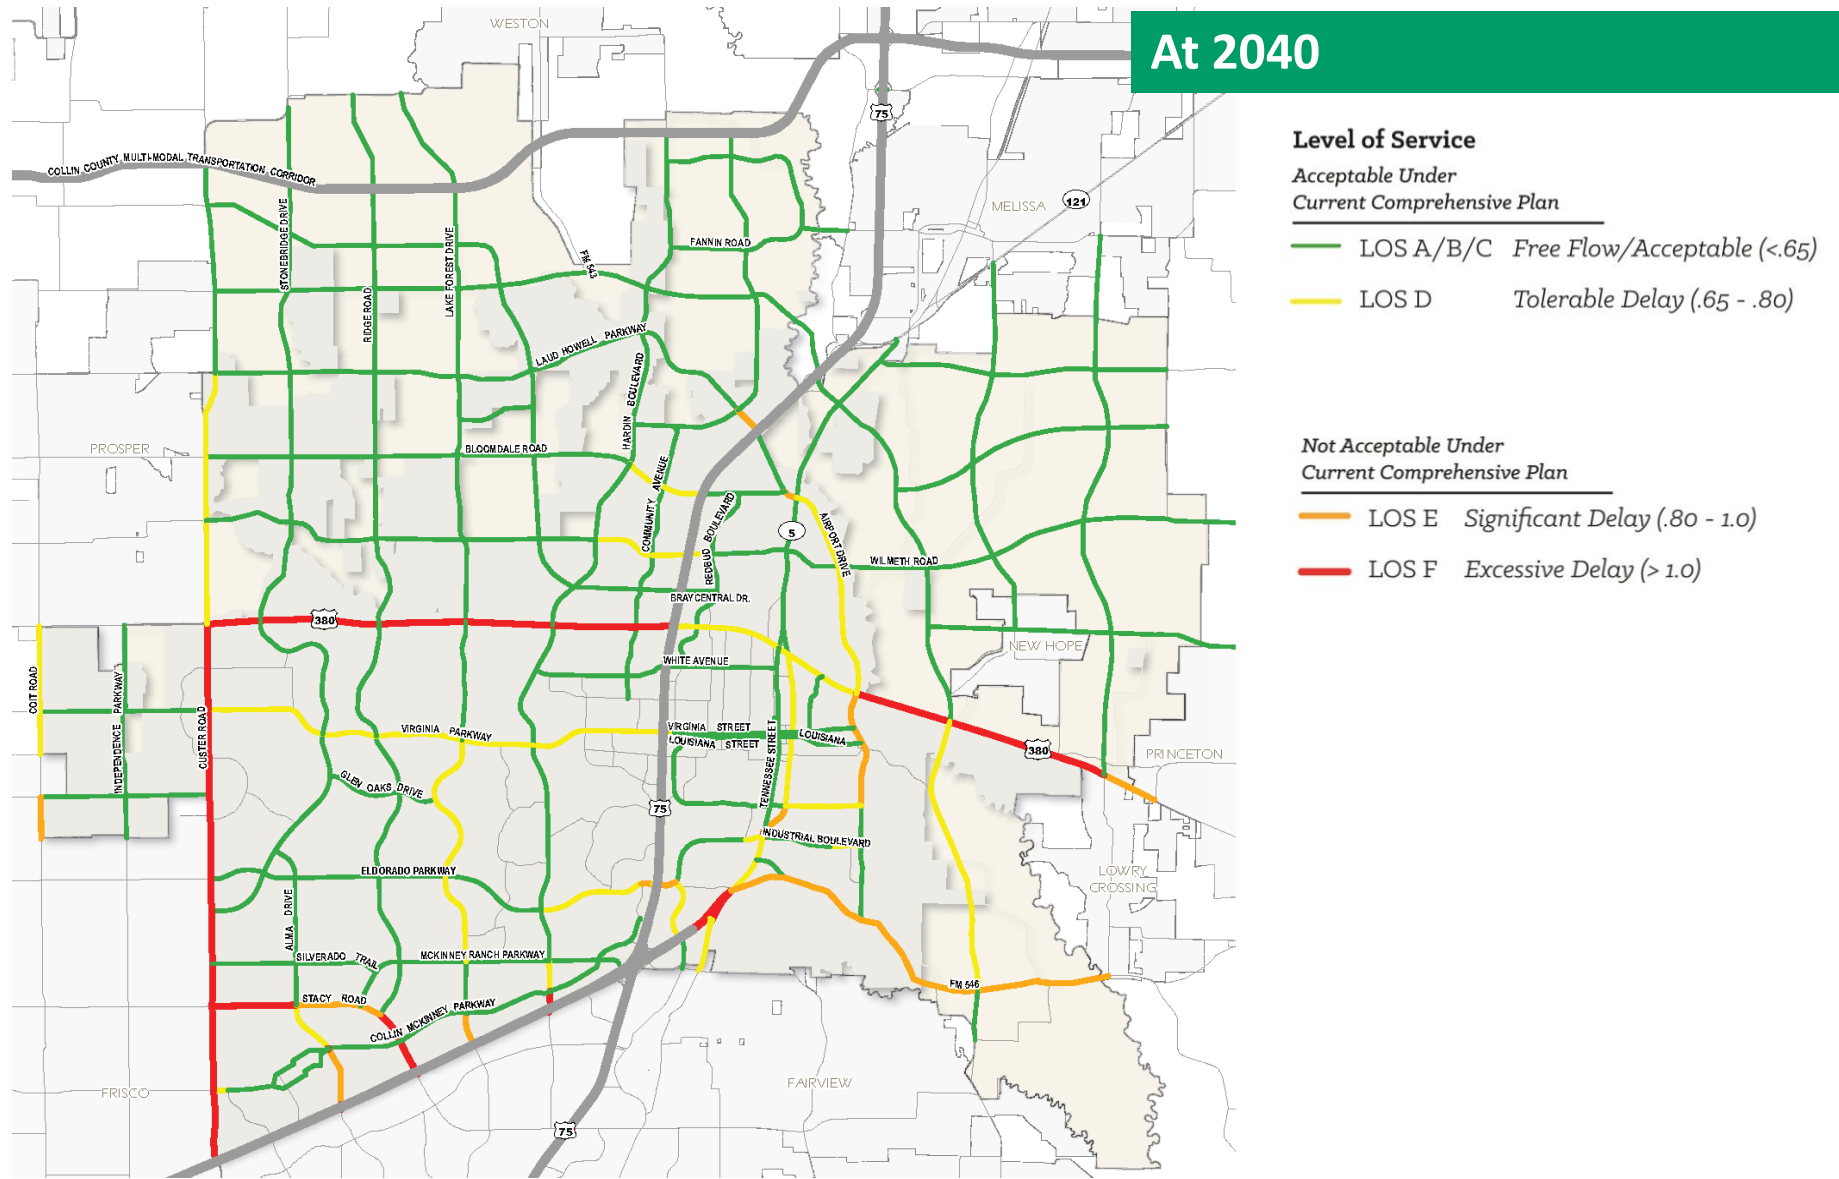 WESTON
At 2040
75
COLLIN COUNTY MULTI-MODAL TRANSPORTATION CORRIDOR
Level of Service
Acceptable Under
Current Comprehensive Plan
LOS A/B/C Free Flow/Acceptable (<.65)
LOS D Tolerable Delay (.65 - .80)
Not Acceptable Under
Current Comprehensive Plan
LOS E Significant Delay (.80 - 1.0)
LOS F Excessive Delay (> 1.0)
MELISSA
121
STONEBRIDGE DRIVE
RIDGE ROAD
LAKE FOREST DRIVE
FM 543
FANNIN ROAD
LAUD HOWELL PARKWAY
HARDIN BOULEVARD
PROSPER
BLOOMDALE ROAD
COMMUNITY AVENUE
REDBUD BOULEVARD
5
AIRPORT DRIVE
WILMETH ROAD
BRAY CENTRAL DR.
380
NEW HOPE
WHITE AVENUE
COIT ROAD
INDEPENDENCE PARKWAY
CUSTER ROAD
VIRGINIA PARKWAY
VIRGINIA STREET
LOUISIANA STREET
LOUISIANA
TENNESSEE STREET
380
PRINCETON
GLEN OAKS DRIVE
75
INDUSTRIAL BOULEVARD
ELDORADO PARKWAY
LOWRY
CROSSING
ALMA DRIVE
SILVERADO TRAIL
MCKINNEY RANCH PARKWAY
FM 546
STACY ROAD
COLLIN MCKINNEY PARKWAY
FRISCO
FAIRVIEW
75